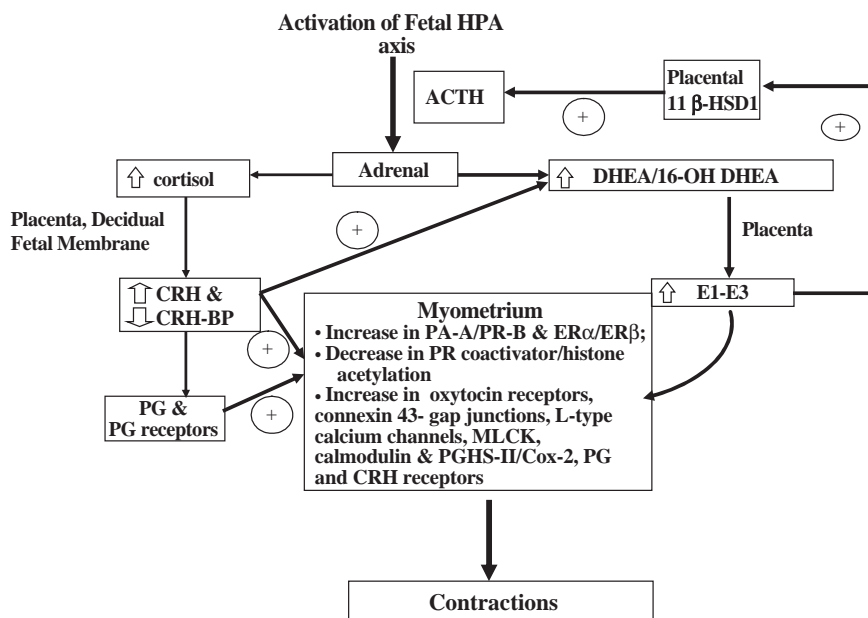 Activation of Fetal HPA
axis
ACTH
+
Placental
11 β-HSD1
+
Adrenal
⇧ cortisol
⇧ DHEA/16-OH DHEA
Placenta, Decidual
Fetal Membrane
+
Placenta
⇧ CRH &
⇩ CRH-BP
+
⇧ E1-E3
Myometrium
• Increase in PA-A/PR-B & ERα/ERβ;
• Decrease in PR coactivator/histone
acetylation
• Increase in oxytocin receptors,
connexin 43- gap junctions, L-type
calcium channels, MLCK,
calmodulin & PGHS-II/Cox-2, PG
and CRH receptors
PG &
PG receptors
+
Contractions